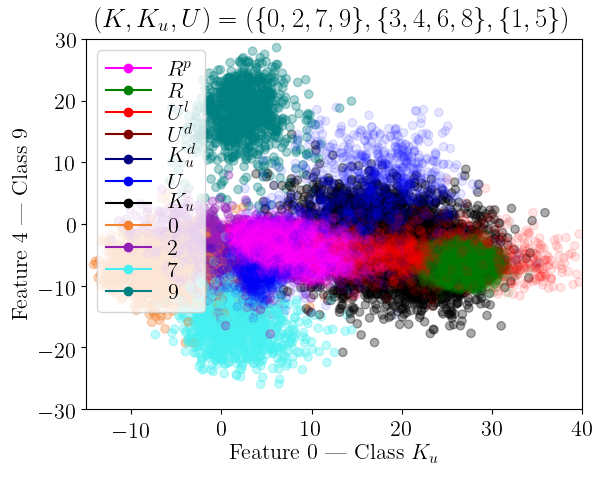 (K, K_u, U) = ({0, 2, 7, 9}, {3, 4, 6, 8}, {1, 5})
30
20
10
0
−10
−20
−30
Feature 4 — Class 9
R^p
R
U^l
U^d
K_u^d
U
K_u
0
2
7
9
−10 0 10 20 30 40
Feature 0 — Class K_u